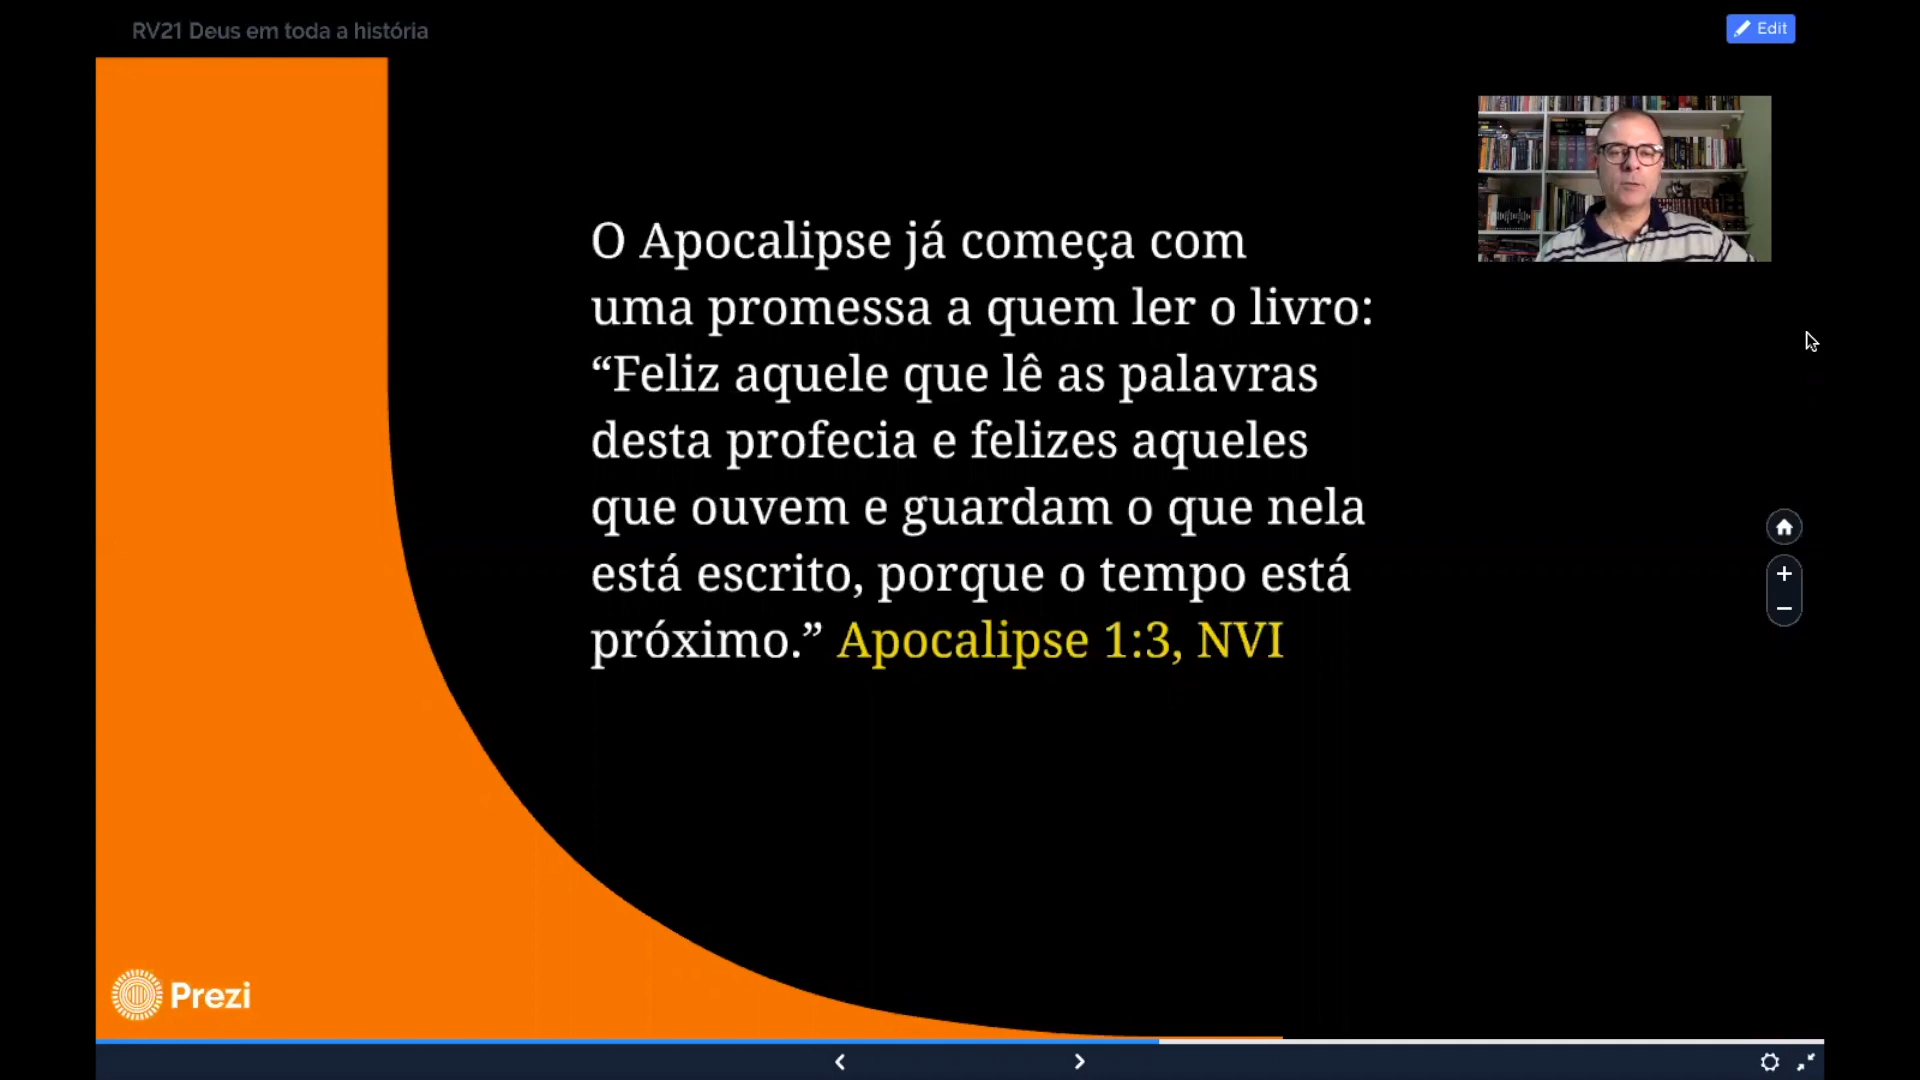 RV21 Deus em toda a história
Edit
O Apocalipse já começa com
uma promessa a quem ler o livro:
“Feliz aquele que lê as palavras
desta profecia e felizes aqueles
que ouvem e guardam o que nela
está escrito, porque o tempo está
próximo.” Apocalipse 1:3, NVI
Prezi